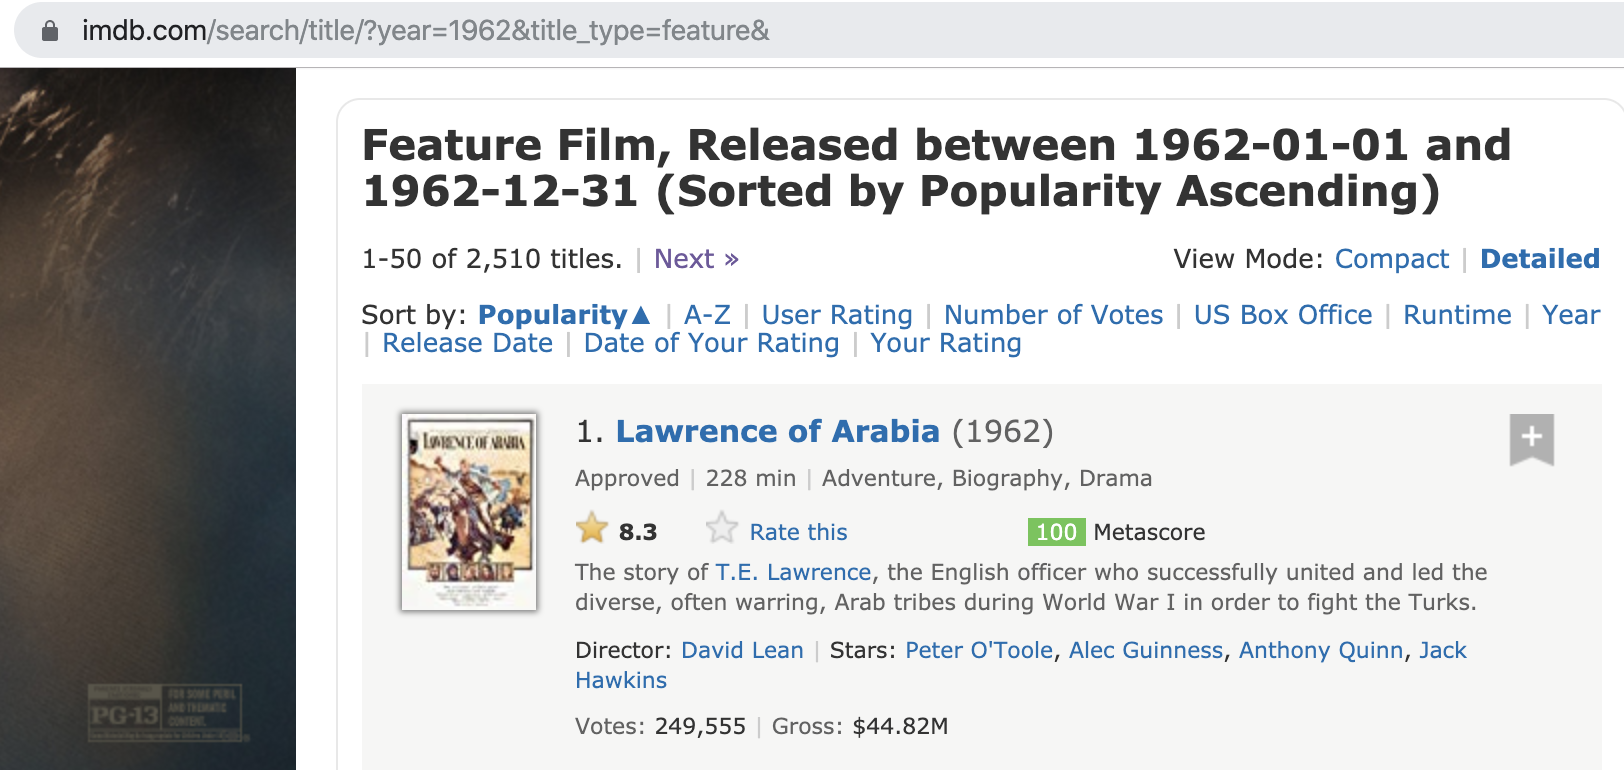 imdb.com/search/title/?year=1962&title_type=feature&
Feature Film, Released between 1962-01-01 and
1962-12-31 (Sorted by Popularity Ascending)
1-50 of 2,510 titles. | Next »
View Mode: Compact | Detailed
Sort by: Popularity▲ | A-Z | User Rating | Number of Votes | US Box Office | Runtime | Year
| Release Date | Date of Your Rating | Your Rating
LAWRENCE OF ARABIA
1. Lawrence of Arabia (1962)
Approved | 228 min | Adventure, Biography, Drama
8.3 Rate this 100 Metascore
The story of T.E. Lawrence, the English officer who successfully united and led the
diverse, often warring, Arab tribes during World War I in order to fight the Turks.
Director: David Lean | Stars: Peter O'Toole, Alec Guinness, Anthony Quinn, Jack
Hawkins
Votes: 249,555 | Gross: $44.82M
PG-13
FOR SOME PERIL
AND THEMATIC
CONTENT.